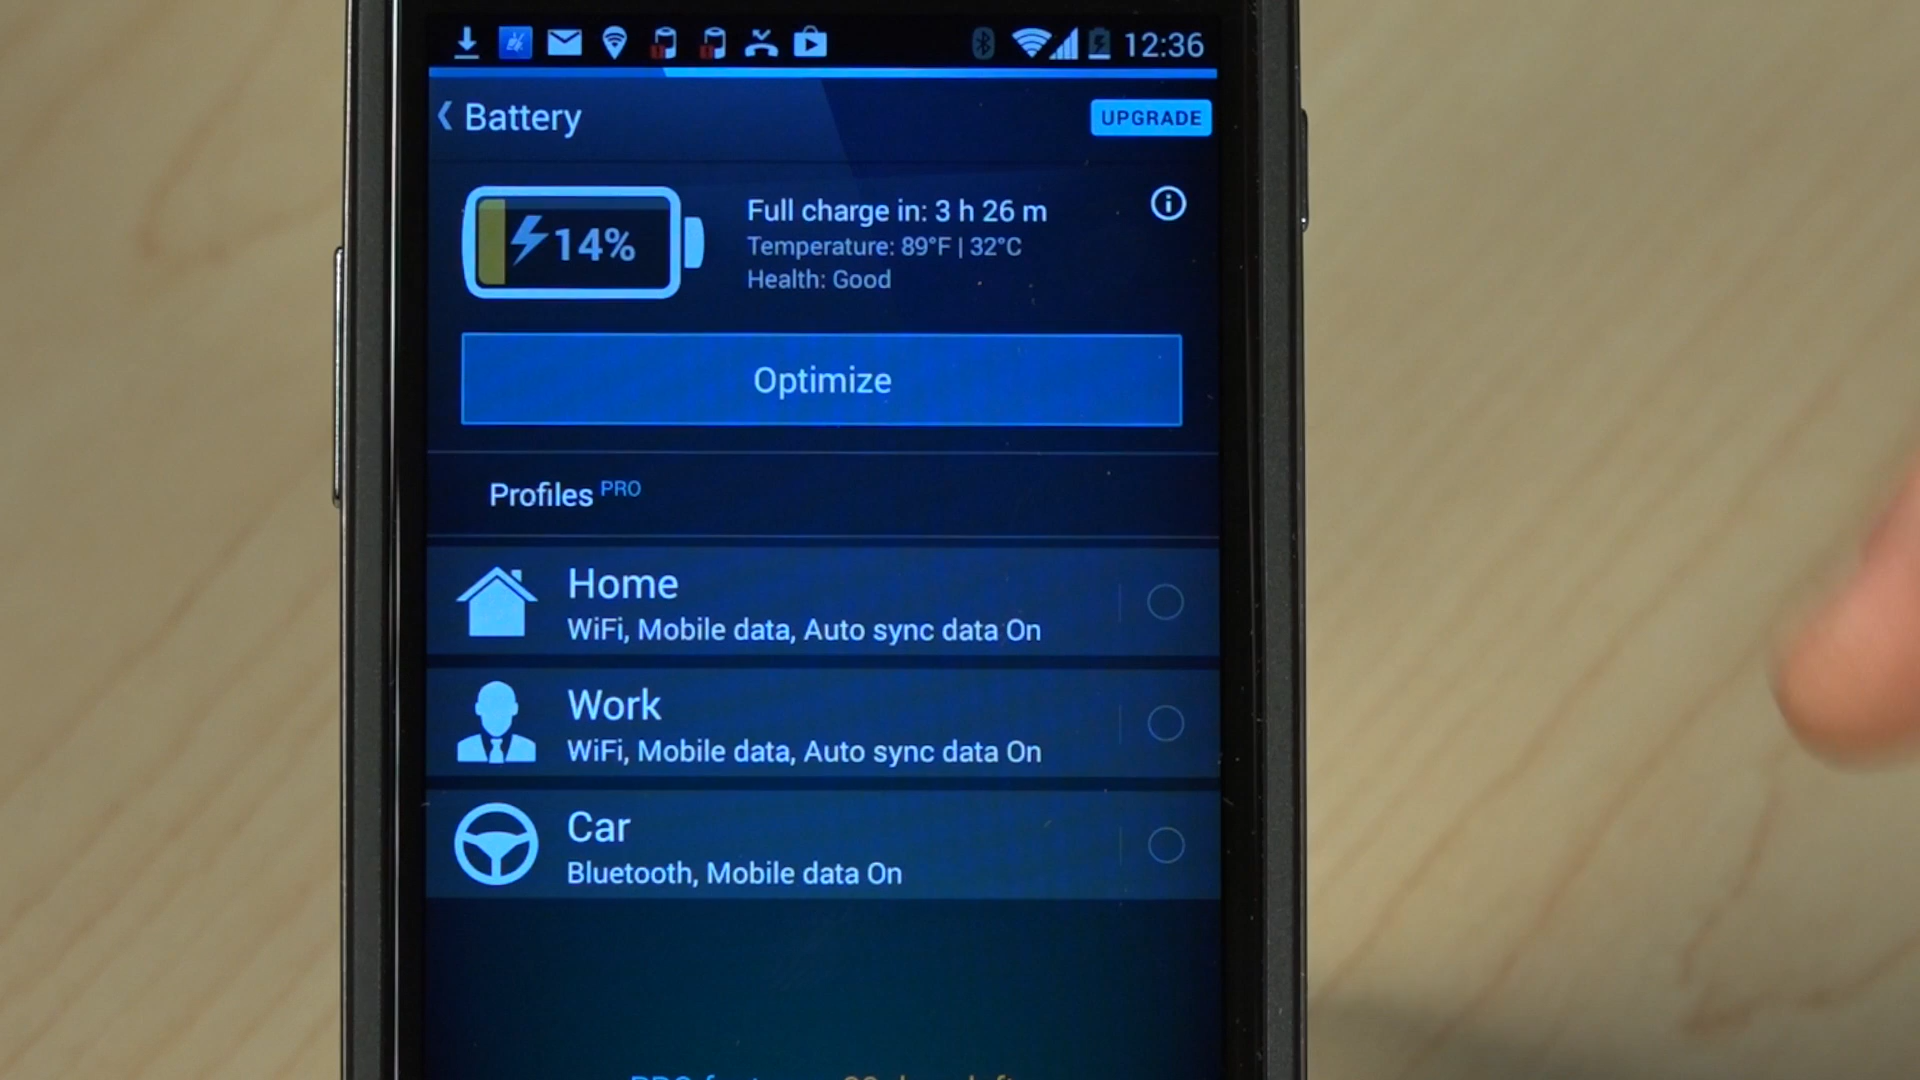 12:36
Battery
UPGRADE
14%
Full charge in: 3 h 26 m
Temperature: 89°F | 32°C
Health: Good
Optimize
Profiles PRO
Home
WiFi, Mobile data, Auto sync data On
Work
WiFi, Mobile data, Auto sync data On
Car
Bluetooth, Mobile data On